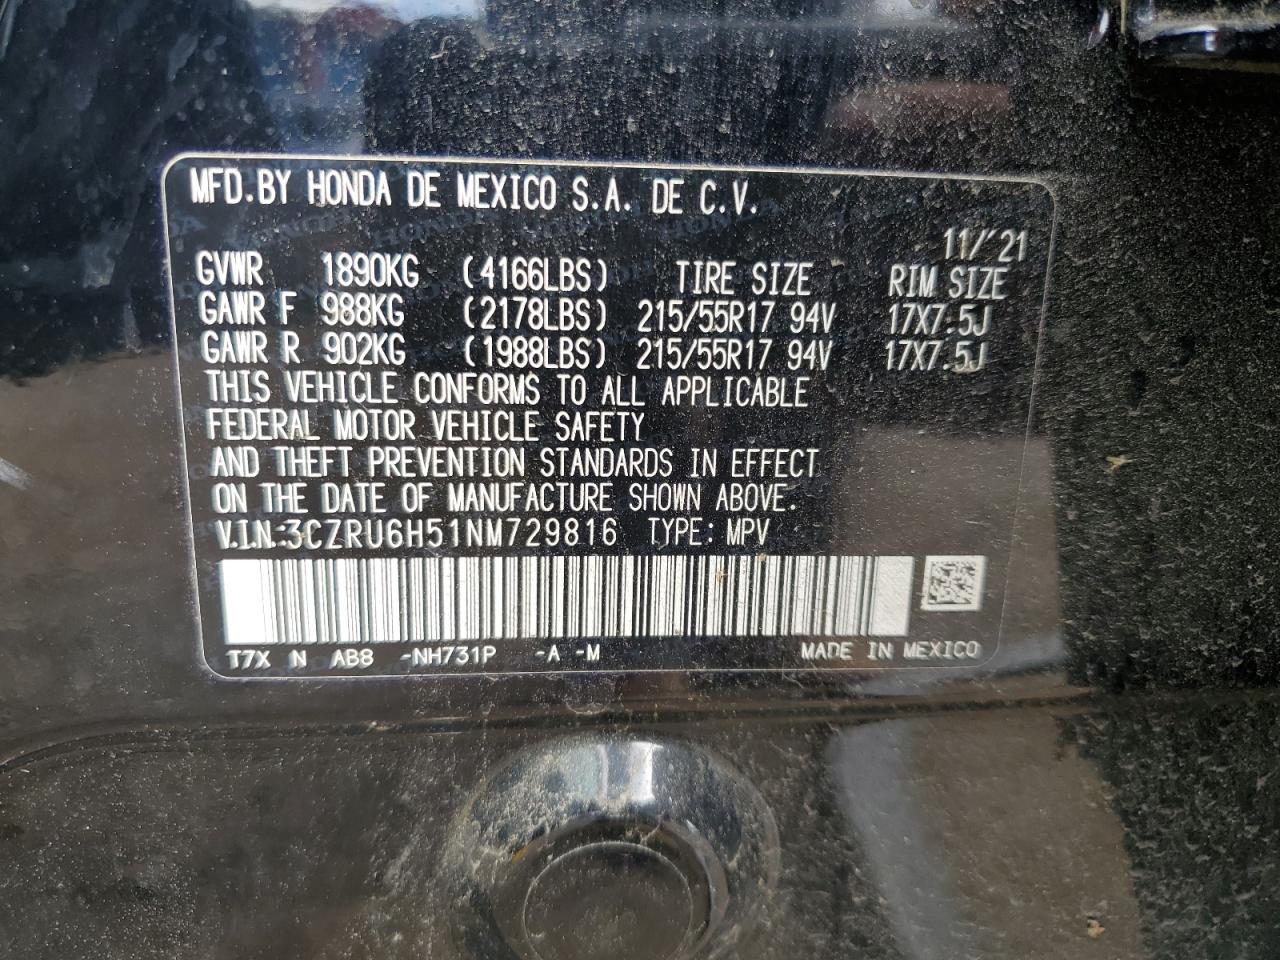 MFD.BY HONDA DE MEXICO S.A. DE C.V.
11/'21
GVWR 1890KG (4166LBS) TIRE SIZE RIM SIZE
GAWR F 988KG (2178LBS) 215/55R17 94V 17X7.5J
GAWR R 902KG (1988LBS) 215/55R17 94V 17X7.5J
THIS VEHICLE CONFORMS TO ALL APPLICABLE
FEDERAL MOTOR VEHICLE SAFETY
AND THEFT PREVENTION STANDARDS IN EFFECT
ON THE DATE OF MANUFACTURE SHOWN ABOVE.
V.I.N.:3CZRU6H51NM729816 TYPE: MPV
T7X N AB8 -NH731P -A -M MADE IN MEXICO